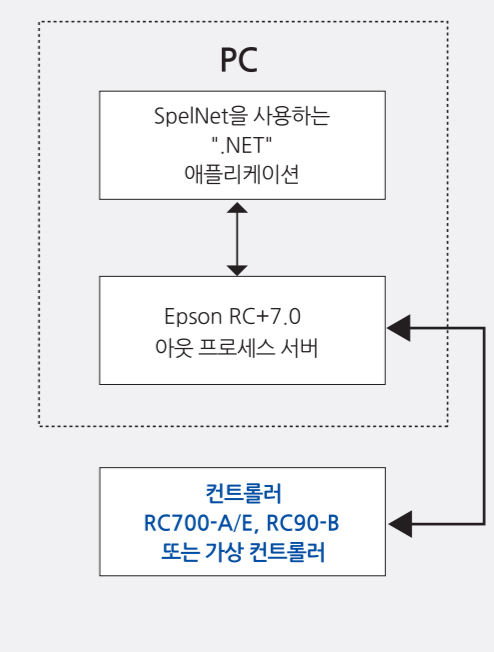 PC
SpelNet을 사용하는
".NET"
애플리케이션
Epson RC+7.0
아웃 프로세스 서버
컨트롤러
RC700-A/E, RC90-B
또는 가상 컨트롤러